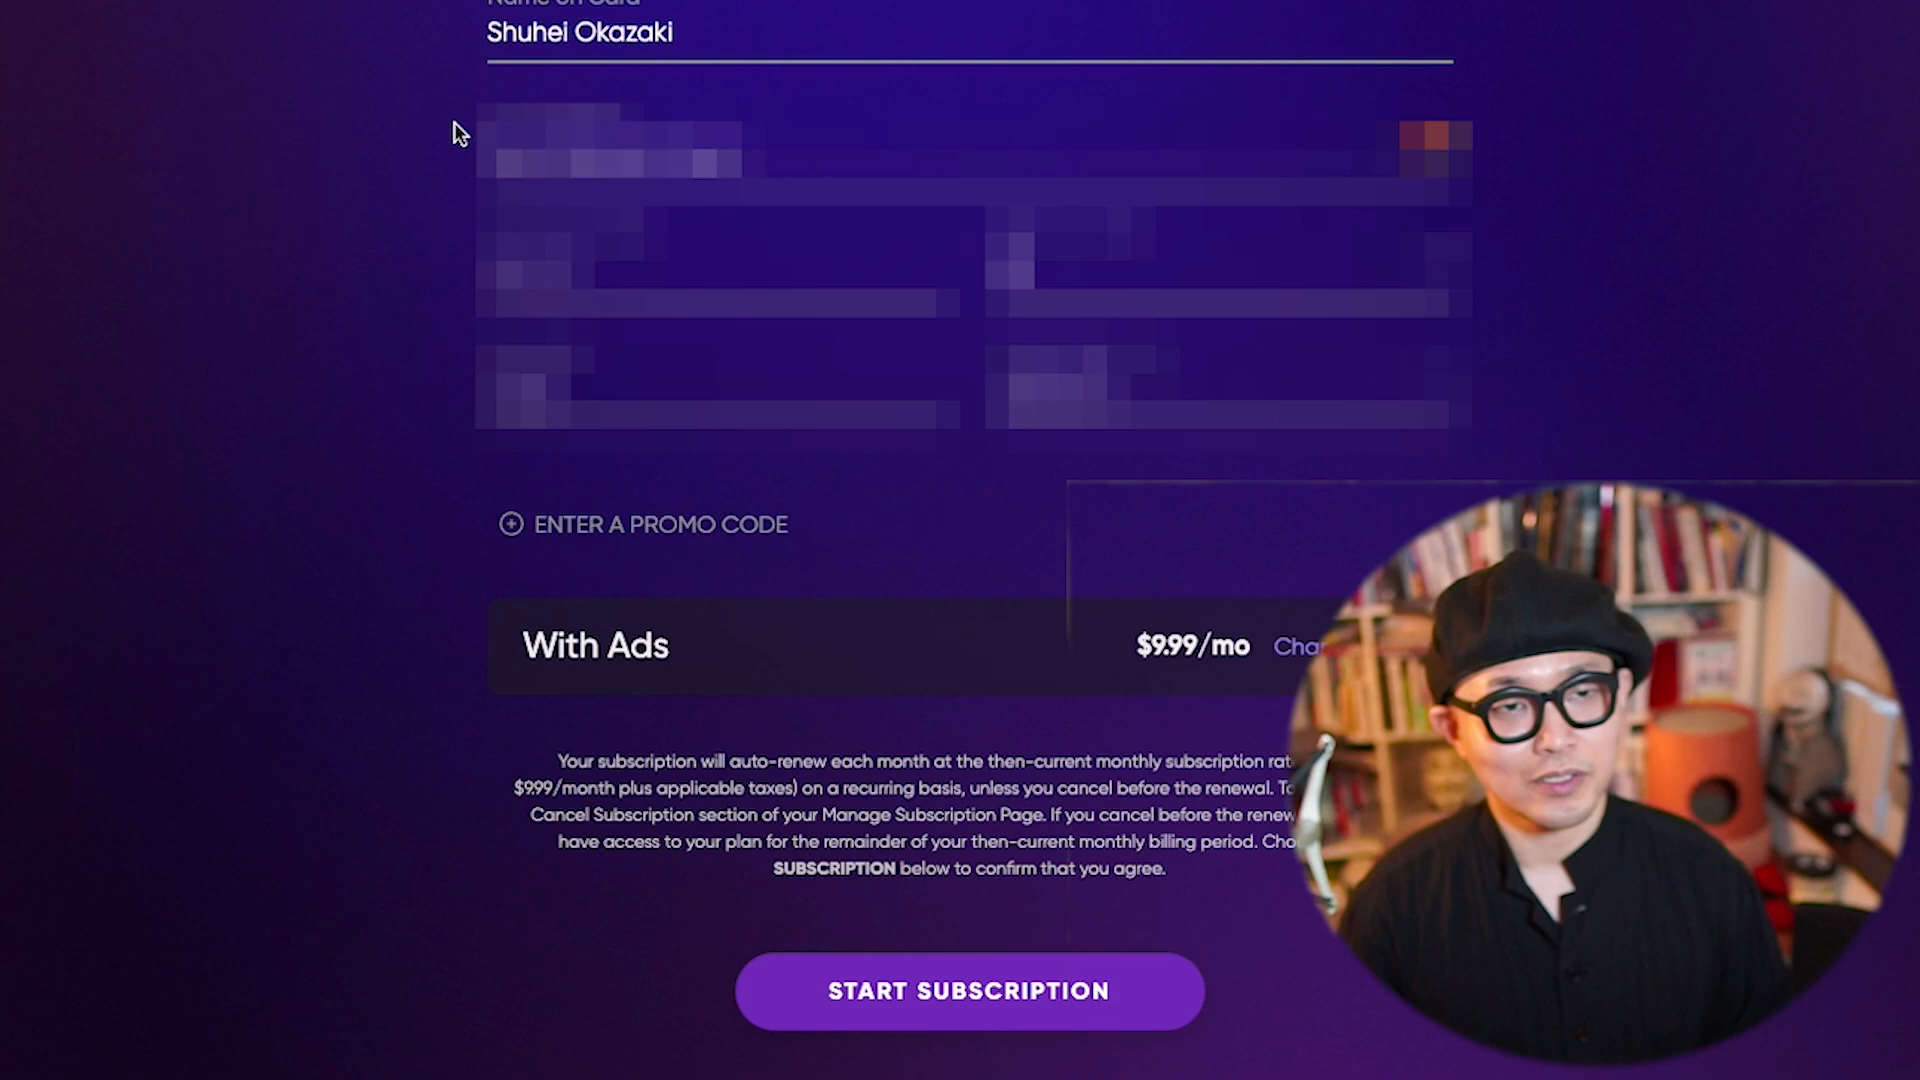 Name on Card
Shuhei Okazaki
ENTER A PROMO CODE
With Ads
$9.99/mo
Your subscription will auto-renew each month at the then-current monthly subscription
$9.99/month plus applicable taxes) on a recurring basis, unless you cancel before the renewal.
Cancel Subscription section of your Manage Subscription Page. If you cancel before the
have access to your plan for the remainder of your then-current monthly billing period.
SUBSCRIPTION below to confirm that you agree.
START SUBSCRIPTION